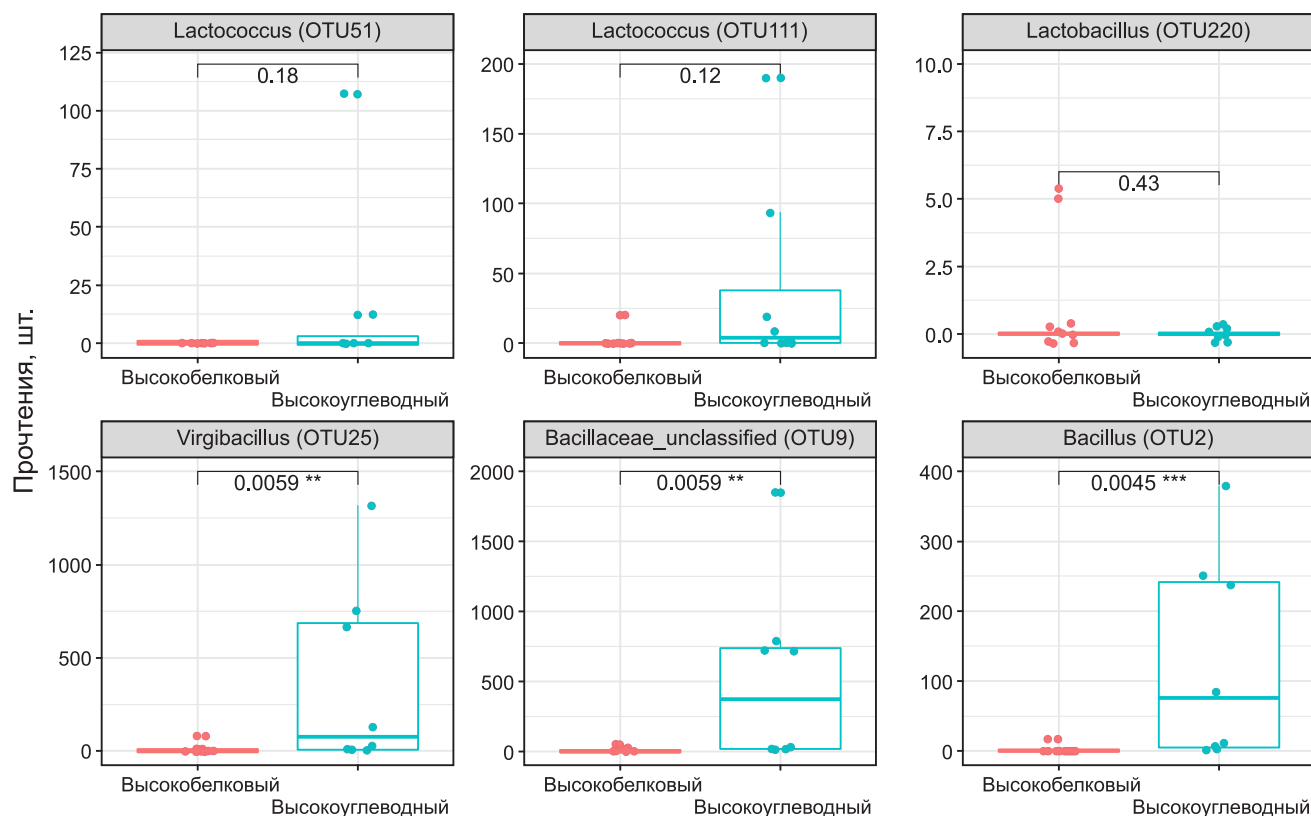 Прочтения, шт.
Lactococcus (OTU51)
125
100
75
50
25
0
0.18
Высокобелковый
Высокоуглеводный
Lactococcus (OTU111)
200
150
100
50
0
0.12
Высокобелковый
Высокоуглеводный
Lactobacillus (OTU220)
10.0
7.5
5.0
2.5
0.0
0.43
Высокобелковый
Высокоуглеводный
Virgibacillus (OTU25)
1500
1000
500
0
0.0059 **
Высокобелковый
Высокоуглеводный
Bacillaceae_unclassified (OTU9)
2000
1500
1000
500
0
0.0059 **
Высокобелковый
Высокоуглеводный
Bacillus (OTU2)
400
300
200
100
0
0.0045 ***
Высокобелковый
Высокоуглеводный